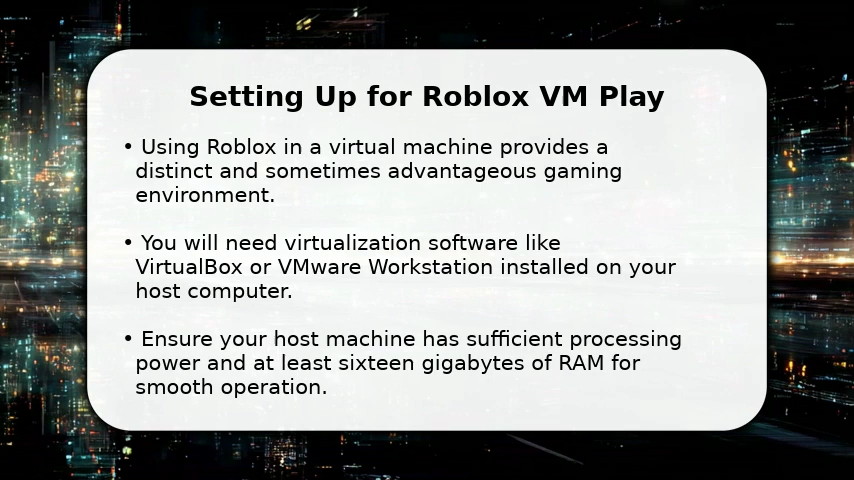 Setting Up for Roblox VM Play
• Using Roblox in a virtual machine provides a
distinct and sometimes advantageous gaming
environment.
• You will need virtualization software like
VirtualBox or VMware Workstation installed on your
host computer.
• Ensure your host machine has sufficient processing
power and at least sixteen gigabytes of RAM for
smooth operation.